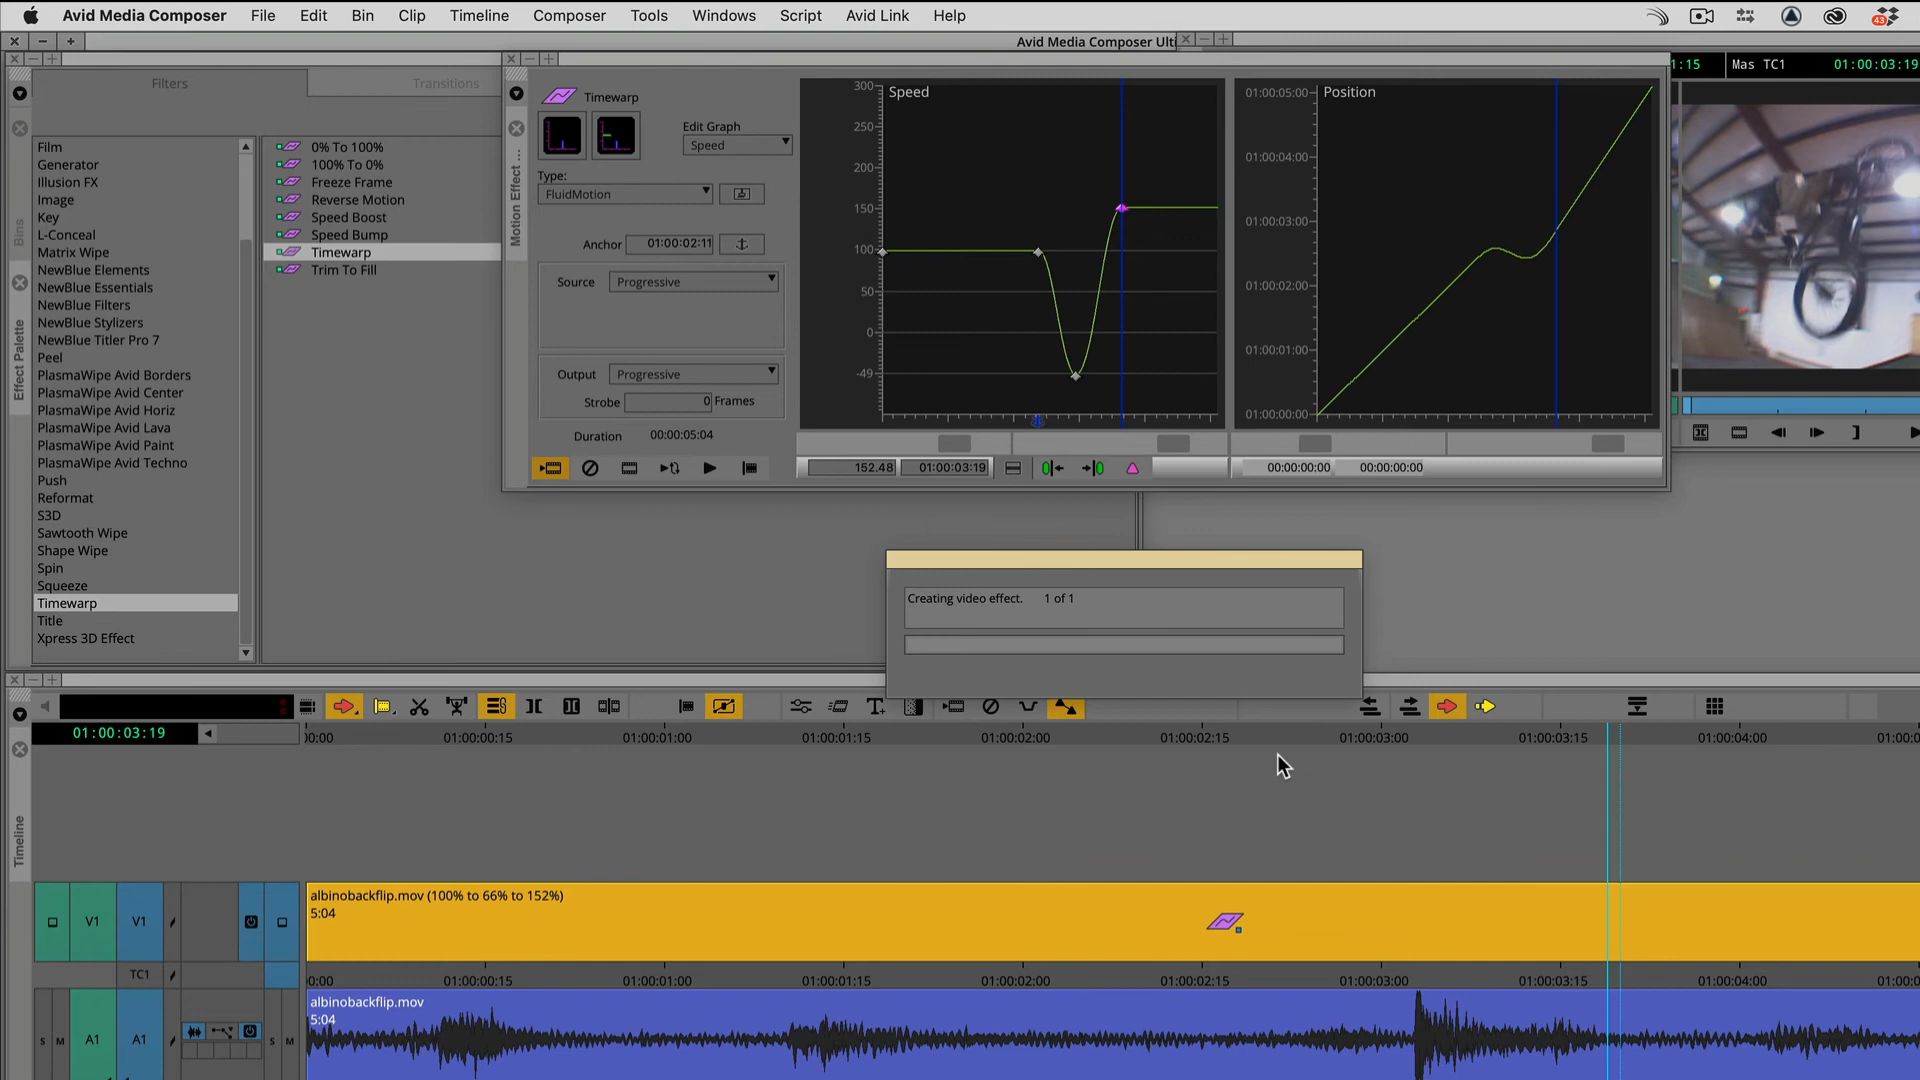 Avid Media Composer File Edit Bin Clip Timeline Composer Tools Windows Script Avid Link Help
43
Avid Media Composer Ulti
Filters
Transitions
1:15
Mas TC1
01:00:03:19
Bins
Effect Palette
Film
Generator
Illusion FX
Image
Key
L-Conceal
Matrix Wipe
NewBlue Elements
NewBlue Essentials
NewBlue Filters
NewBlue Stylizers
NewBlue Titler Pro 7
Peel
PlasmaWipe Avid Borders
PlasmaWipe Avid Center
PlasmaWipe Avid Horiz
PlasmaWipe Avid Lava
PlasmaWipe Avid Paint
PlasmaWipe Avid Techno
Push
Reformat
S3D
Sawtooth Wipe
Shape Wipe
Spin
Squeeze
Timewarp
Title
Xpress 3D Effect
0% To 100%
100% To 0%
Freeze Frame
Reverse Motion
Speed Boost
Speed Bump
Timewarp
Trim To Fill
Motion Effect ...
Timewarp
Edit Graph
Speed
Type:
FluidMotion
Anchor 01:00:02:11
Source Progressive
Output Progressive
Strobe 0 Frames
Duration 00:00:05:04
Speed
300
250
200
150
100
50
0
-49
Position
01:00:05:00
01:00:04:00
01:00:03:00
01:00:02:00
01:00:01:00
01:00:00:00
152.48 01:00:03:19
00:00:00:00 00:00:00:00
Creating video effect. 1 of 1
Timeline
01:00:03:19
0:00 01:00:00:15 01:00:01:00 01:00:01:15 01:00:02:00 01:00:02:15 01:00:03:00 01:00:03:15 01:00:04:00 01:00:0
V1 V1
albinobackflip.mov (100% to 66% to 152%)
5:04
TC1
0:00 01:00:00:15 01:00:01:00 01:00:01:15 01:00:02:00 01:00:02:15 01:00:03:00 01:00:03:15 01:00:04:00 01:00:0
S M A1 A1 S M
albinobackflip.mov
5:04